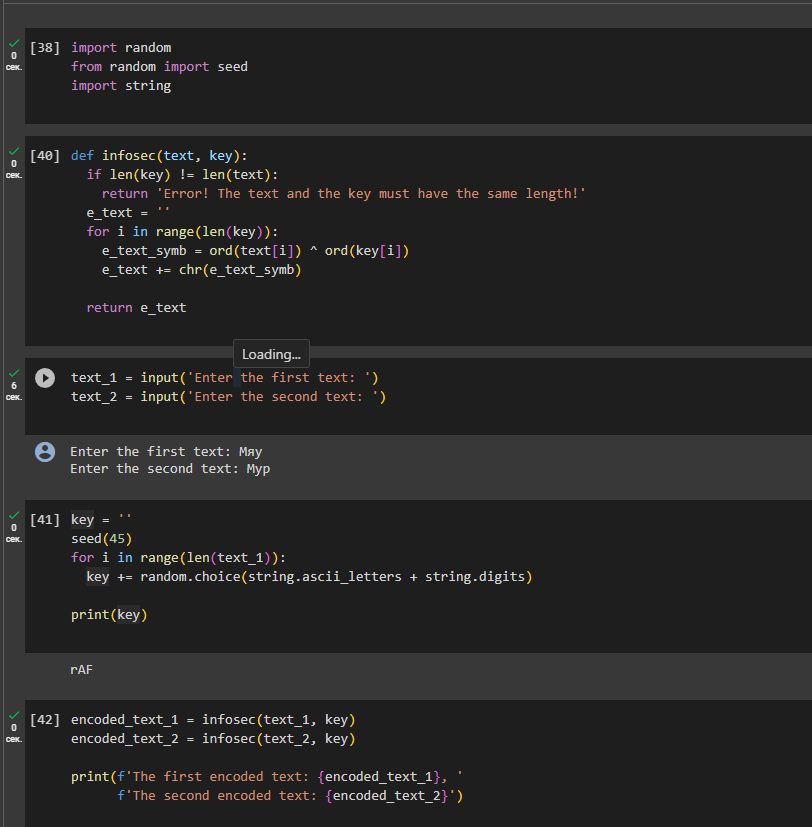 [38] import random
0 from random import seed
сек. import string
[40] def infosec(text, key):
0 if len(key) != len(text):
сек. return 'Error! The text and the key must have the same length!'
e_text = ''
for i in range(len(key)):
e_text_symb = ord(text[i]) ^ ord(key[i])
e_text += chr(e_text_symb)
return e_text
Loading...
text_1 = input('Enter the first text: ')
6 text_2 = input('Enter the second text: ')
сек.
Enter the first text: Мяу
Enter the second text: Мур
[41] key = ''
0 seed(45)
сек. for i in range(len(text_1)):
key += random.choice(string.ascii_letters + string.digits)
print(key)
rAF
[42] encoded_text_1 = infosec(text_1, key)
0 encoded_text_2 = infosec(text_2, key)
сек.
print(f'The first encoded text: {encoded_text_1}, '
f'The second encoded text: {encoded_text_2}')